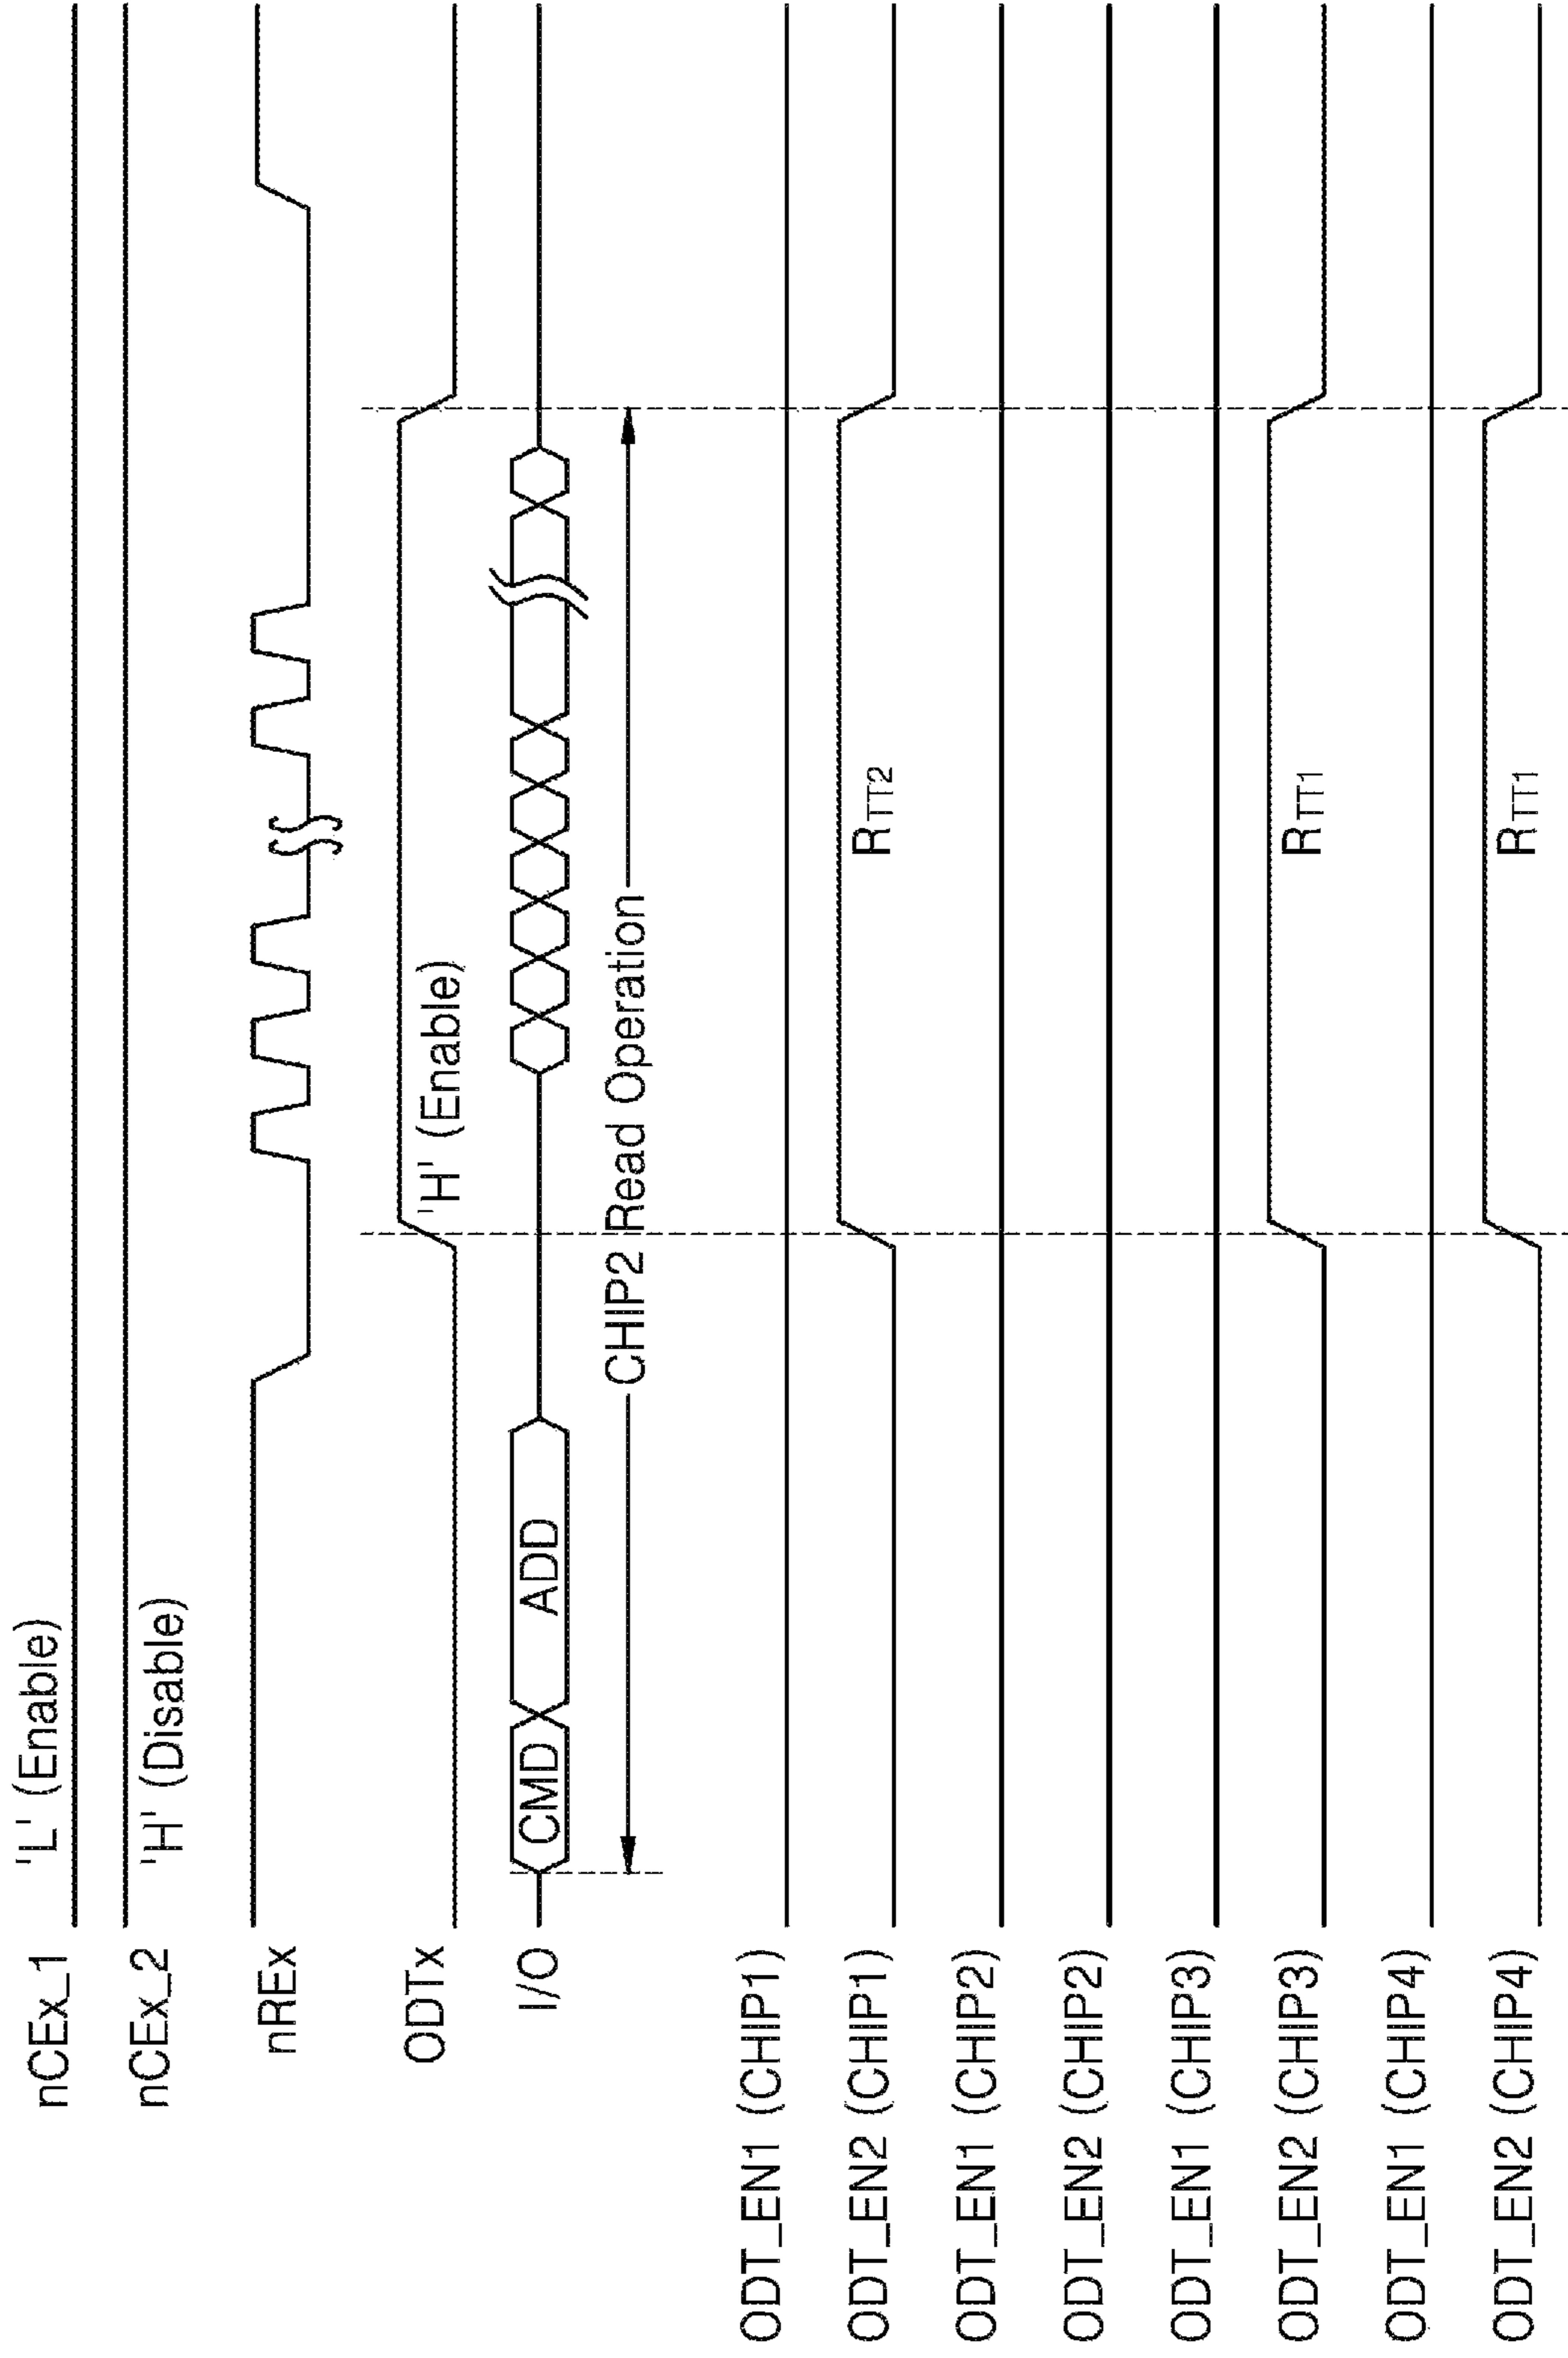 nCEx_1
'L' (Enable)
nCEx_2
'H' (Disable)
nREx
ODTx
'H' (Enable)
I/O
CMD
ADD
CHIP2 Read Operation
ODT_EN1 (CHIP1)
ODT_EN2 (CHIP1)
RTT2
ODT_EN1 (CHIP2)
ODT_EN2 (CHIP2)
ODT_EN1 (CHIP3)
ODT_EN2 (CHIP3)
RTT1
ODT_EN1 (CHIP4)
ODT_EN2 (CHIP4)
RTT1